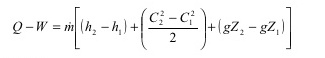 Q − W = ṁ[(h₂ − h₁) + ((C₂² − C₁²)/2) + (gZ₂ − gZ₁)]